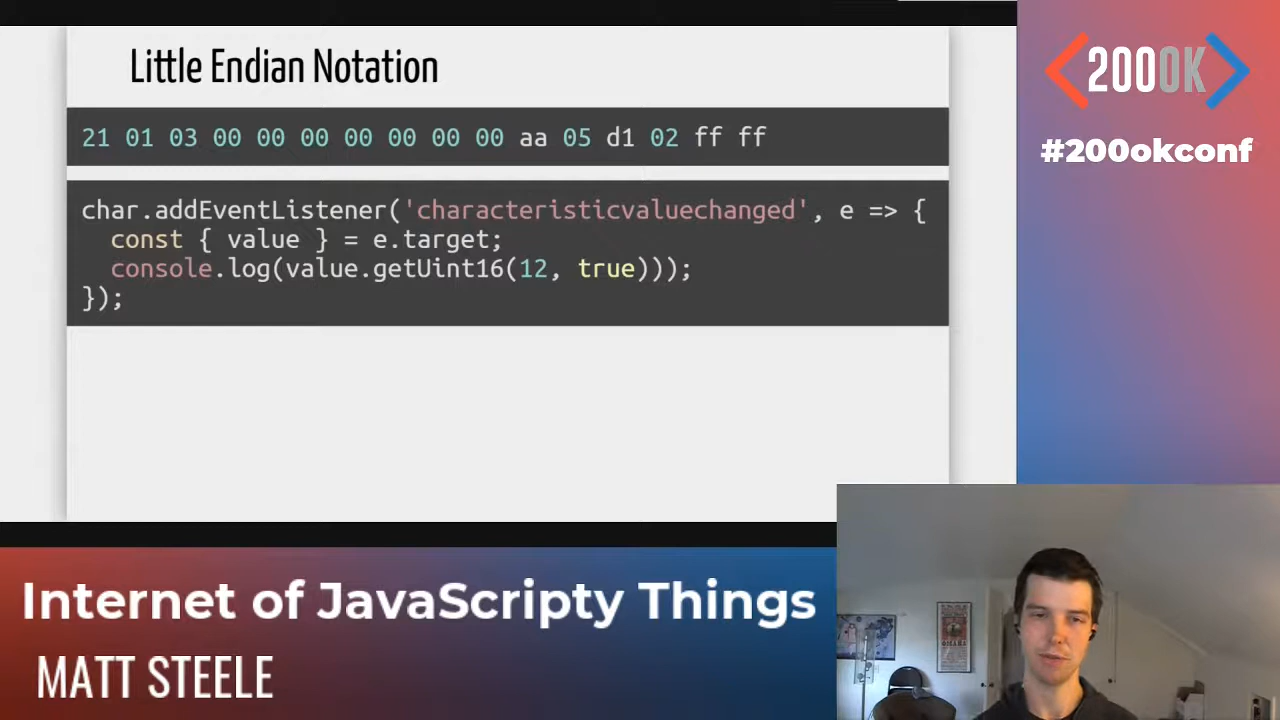 Little Endian Notation
21 01 03 00 00 00 00 00 00 00 aa 05 d1 02 ff ff
char.addEventListener('characteristicvaluechanged', e => {
const { value } = e.target;
console.log(value.getUint16(12, true)));
});
<200OK>
#200okconf
Internet of JavaScripty Things
MATT STEELE